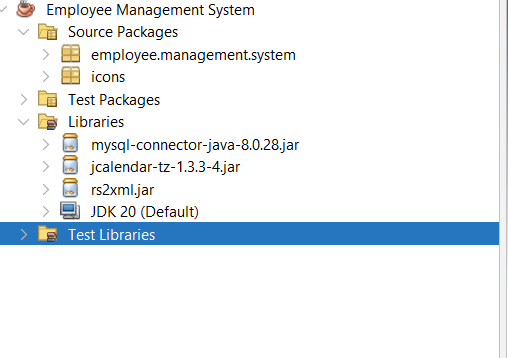 Employee Management System
Source Packages
employee.management.system
icons
Test Packages
Libraries
mysql-connector-java-8.0.28.jar
jcalendar-tz-1.3.3-4.jar
rs2xml.jar
JDK 20 (Default)
Test Libraries